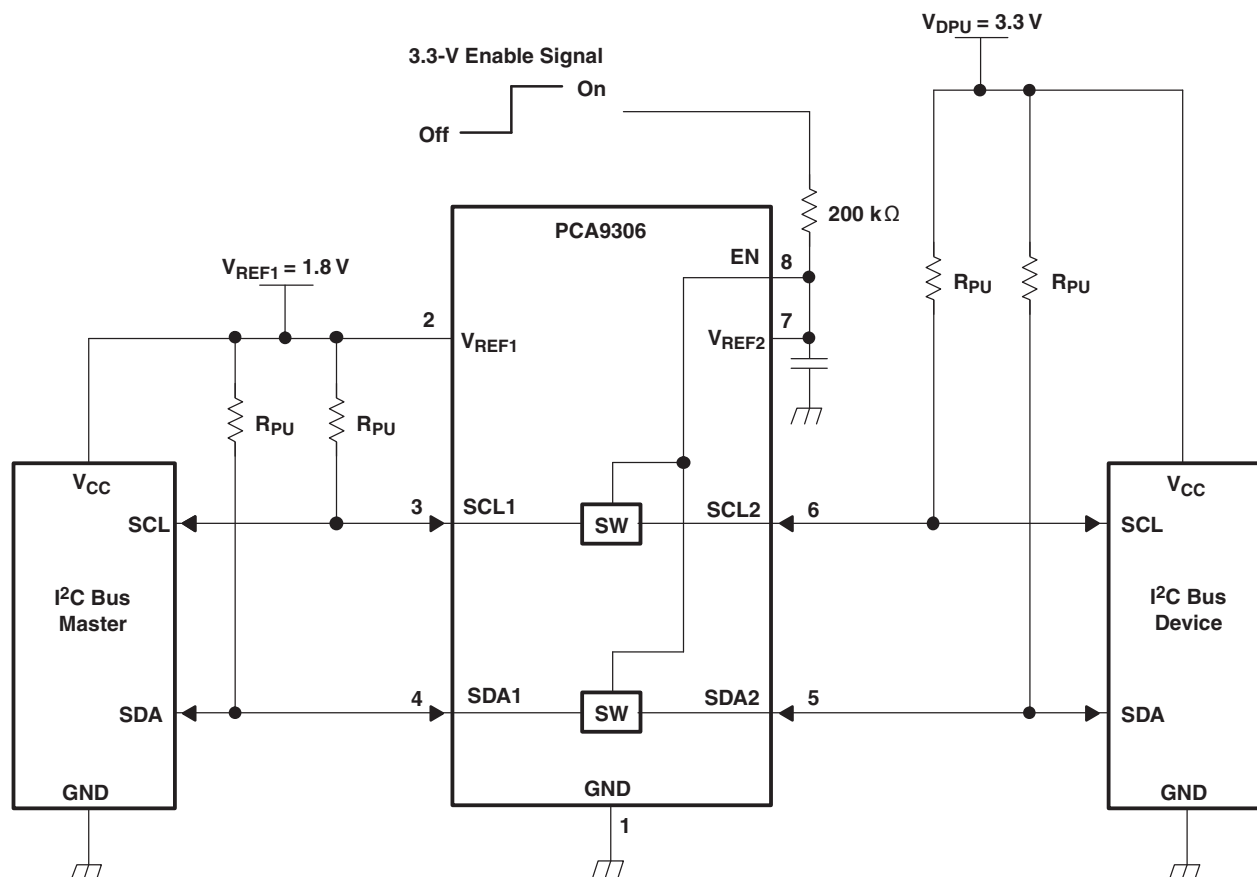 V_DPU = 3.3 V
3.3-V Enable Signal
On
Off
200 kΩ
PCA9306
EN
8
V_REF1 = 1.8 V
R_PU
R_PU
2
7
V_REF1
V_REF2
R_PU
R_PU
V_CC
V_CC
SCL
3
SCL1
SW
SCL2
6
SCL
I²C Bus
Master
I²C Bus
Device
SDA
4
SDA1
SW
SDA2
5
SDA
GND
GND
GND
1